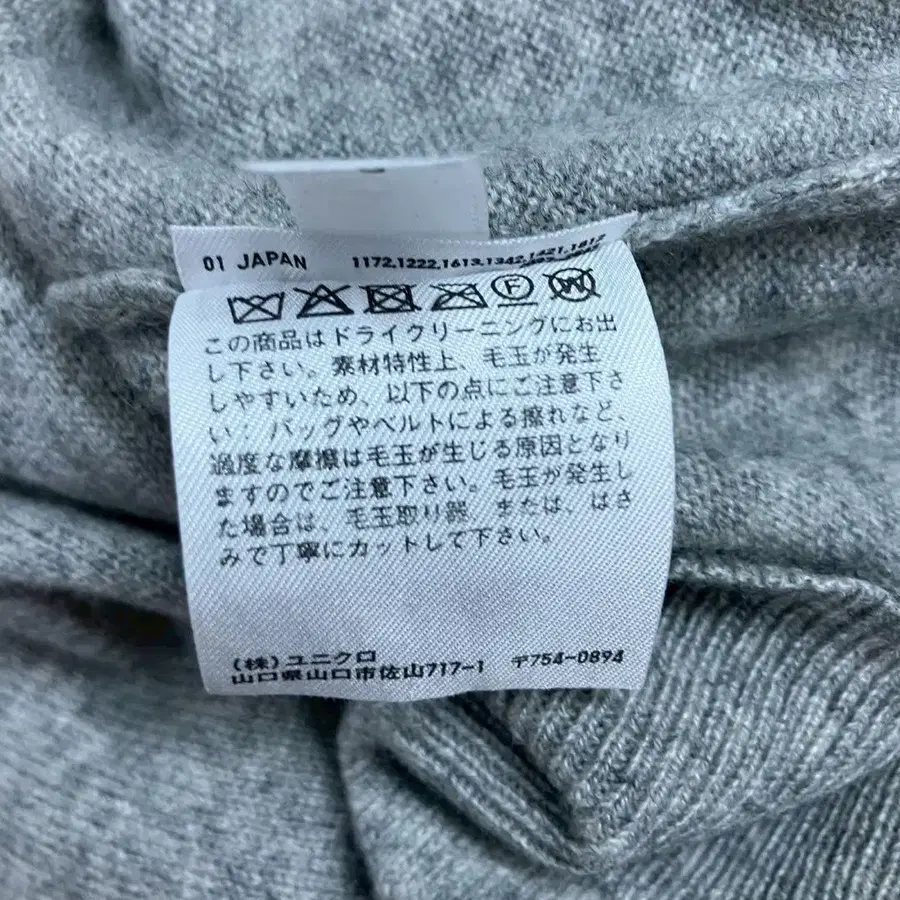 01 JAPAN 1172,1222,1613,1342,1421,1612
F W
この商品はドライクリーニングにお出
し下さい。素材特性上、毛玉が発生
しやすいため、以下の点にご注意下さ
い：バッグやベルトによる擦れなど、
過度な摩擦は毛玉が生じる原因となり
ますのでご注意下さい。毛玉が発生し
た場合は、毛玉取り器、または、はさ
みで丁寧にカットして下さい。
(株)ユニクロ
山口県山口市佐山717-1 〒754-0894